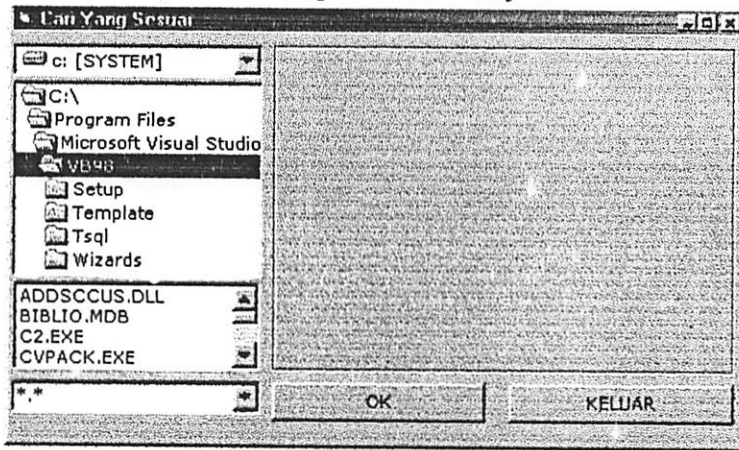 Cari Yang Sesuai
c: [SYSTEM]
C:\
Program Files
Microsoft Visual Studio
VB98
Setup
Template
Tsql
Wizards
ADDSCCUS.DLL
BIBLIO.MDB
C2.EXE
CVPACK.EXE
*.*
OK
KELUAR